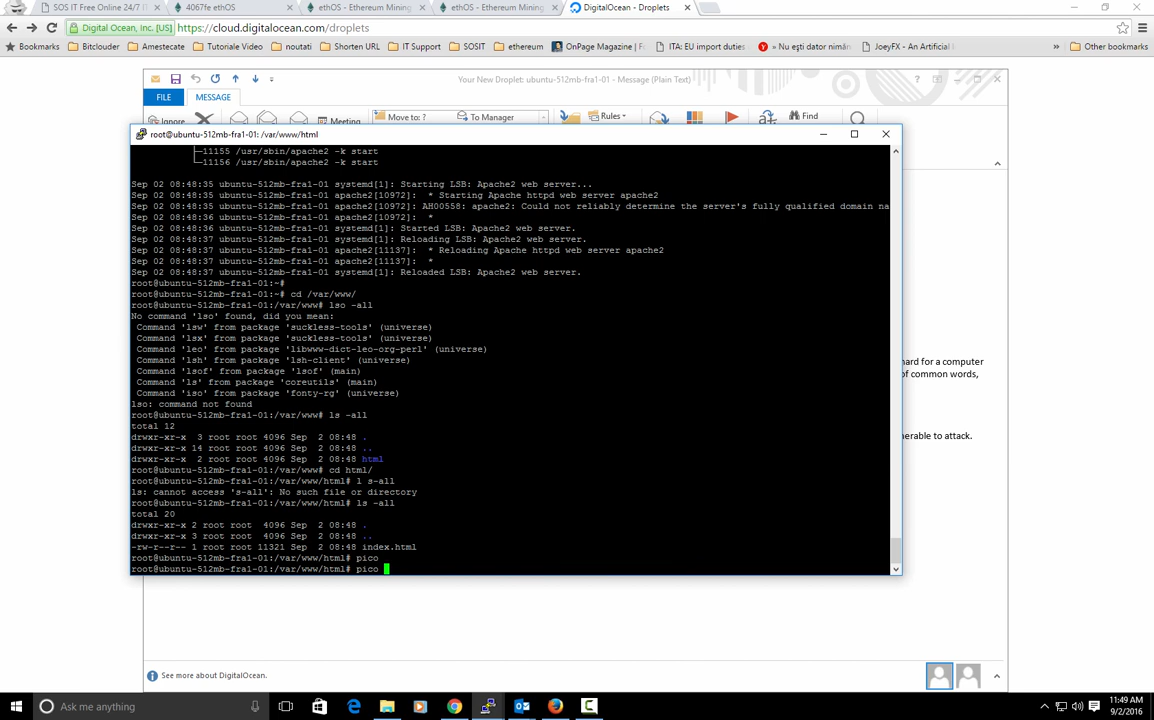 SOS IT Free Online 24/7 IT
4067fe ethOS
ethOS - Ethereum Mining
ethOS - Ethereum Mining
DigitalOcean - Droplets
Digital Ocean, Inc. [US] https://cloud.digitalocean.com/droplets
Bookmarks Bitclouder Amestecate Tutoriale Video noutati Shorten URL IT Support SOSIT ethereum OnPage Magazine | Fr ITA: EU import duties Nu ești dator nimăn JoeyFX - An Artificial I » Other bookmarks
Your New Droplet: ubuntu-512mb-fra1-01 - Message (Plain Text)
FILE MESSAGE
Ignore Meeting Move to: ? To Manager Rules Find
root@ubuntu-512mb-fra1-01: /var/www/html
├─11155 /usr/sbin/apache2 -k start
└─11156 /usr/sbin/apache2 -k start
Sep 02 08:48:35 ubuntu-512mb-fra1-01 systemd[1]: Starting LSB: Apache2 web server...
Sep 02 08:48:35 ubuntu-512mb-fra1-01 apache2[10972]:  * Starting Apache httpd web server apache2
Sep 02 08:48:35 ubuntu-512mb-fra1-01 apache2[10972]: AH00558: apache2: Could not reliably determine the server's fully qualified domain na
Sep 02 08:48:36 ubuntu-512mb-fra1-01 apache2[10972]:  *
Sep 02 08:48:36 ubuntu-512mb-fra1-01 systemd[1]: Started LSB: Apache2 web server.
Sep 02 08:48:37 ubuntu-512mb-fra1-01 systemd[1]: Reloading LSB: Apache2 web server.
Sep 02 08:48:37 ubuntu-512mb-fra1-01 apache2[11137]:  * Reloading Apache httpd web server apache2
Sep 02 08:48:37 ubuntu-512mb-fra1-01 apache2[11137]:  *
Sep 02 08:48:37 ubuntu-512mb-fra1-01 systemd[1]: Reloaded LSB: Apache2 web server.
root@ubuntu-512mb-fra1-01:~#
root@ubuntu-512mb-fra1-01:~# cd /var/www/
root@ubuntu-512mb-fra1-01:/var/www# lso -all
No command 'lso' found, did you mean:
Command 'lsw' from package 'suckless-tools' (universe)
Command 'lsx' from package 'suckless-tools' (universe)
Command 'leo' from package 'libwww-dict-leo-org-perl' (universe)
Command 'lsh' from package 'lsh-client' (universe)
Command 'lsof' from package 'lsof' (main)
Command 'ls' from package 'coreutils' (main)
Command 'iso' from package 'fonty-rg' (universe)
lso: command not found
root@ubuntu-512mb-fra1-01:/var/www# ls -all
total 12
drwxr-xr-x  3 root root 4096 Sep  2 08:48 .
drwxr-xr-x 14 root root 4096 Sep  2 08:48 ..
drwxr-xr-x  2 root root 4096 Sep  2 08:48 html
root@ubuntu-512mb-fra1-01:/var/www# cd html/
root@ubuntu-512mb-fra1-01:/var/www/html# l s-all
ls: cannot access 's-all': No such file or directory
root@ubuntu-512mb-fra1-01:/var/www/html# ls -all
total 20
drwxr-xr-x 2 root root  4096 Sep  2 08:48 .
drwxr-xr-x 3 root root  4096 Sep  2 08:48 ..
-rw-r--r-- 1 root root 11321 Sep  2 08:48 index.html
root@ubuntu-512mb-fra1-01:/var/www/html# pico
root@ubuntu-512mb-fra1-01:/var/www/html# pico
hard for a computer
of common words,
nerable to attack.
See more about DigitalOcean.
Ask me anything
11:49 AM
9/2/2016